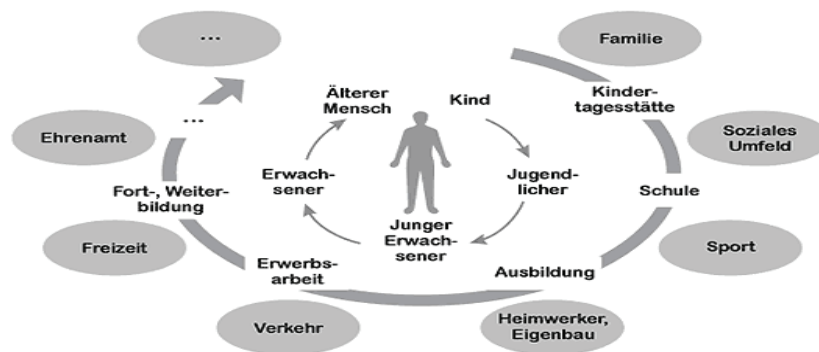 ...
Familie
Älterer
Mensch
Kind
Kinder-
tagesstätte
...
Ehrenamt
Soziales
Umfeld
Erwach-
sener
Jugend-
licher
Fort-, Weiter-
bildung
Schule
Junger
Erwach-
sener
Freizeit
Sport
Erwerbs-
arbeit
Ausbildung
Verkehr
Heimwerker,
Eigenbau